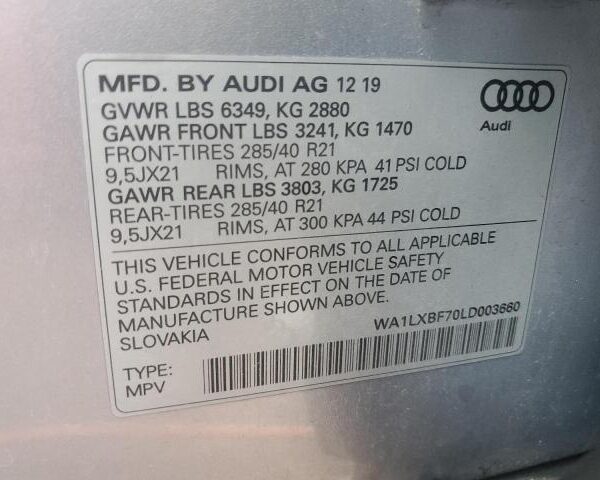 MFD. BY AUDI AG 12 19
GVWR LBS 6349, KG 2880
GAWR FRONT LBS 3241, KG 1470
FRONT-TIRES 285/40 R21
9,5JX21 RIMS, AT 280 KPA 41 PSI COLD
GAWR REAR LBS 3803, KG 1725
REAR-TIRES 285/40 R21
9,5JX21 RIMS, AT 300 KPA 44 PSI COLD
Audi
THIS VEHICLE CONFORMS TO ALL APPLICABLE
U.S. FEDERAL MOTOR VEHICLE SAFETY
STANDARDS IN EFFECT ON THE DATE OF
MANUFACTURE SHOWN ABOVE
SLOVAKIA
WA1LXBF70LD003660
TYPE:
MPV